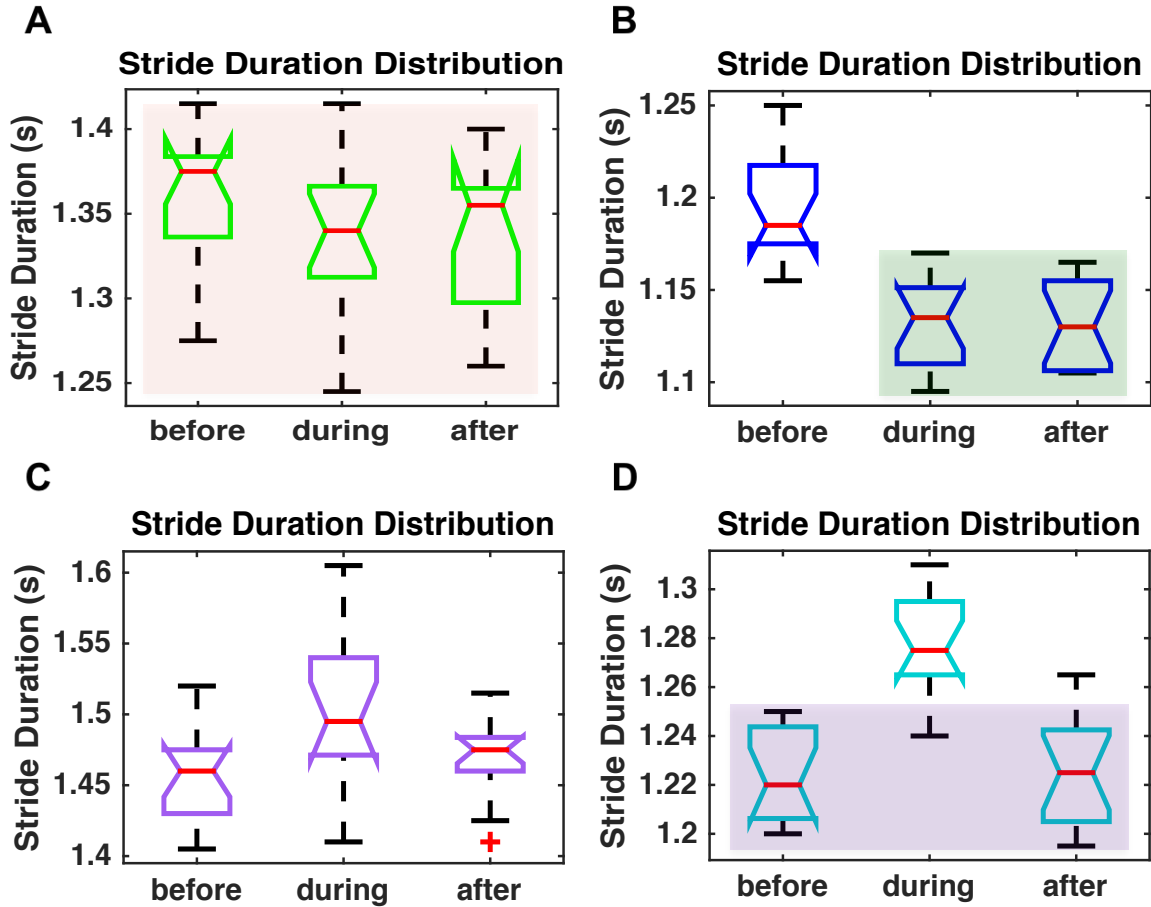 A
Stride Duration Distribution
Stride Duration (s)
1.4
1.35
1.3
1.25
before during after
B
Stride Duration Distribution
Stride Duration (s)
1.25
1.2
1.15
1.1
before during after
C
Stride Duration Distribution
Stride Duration (s)
1.6
1.55
1.5
1.45
1.4
before during after
D
Stride Duration Distribution
Stride Duration (s)
1.3
1.28
1.26
1.24
1.22
1.2
before during after